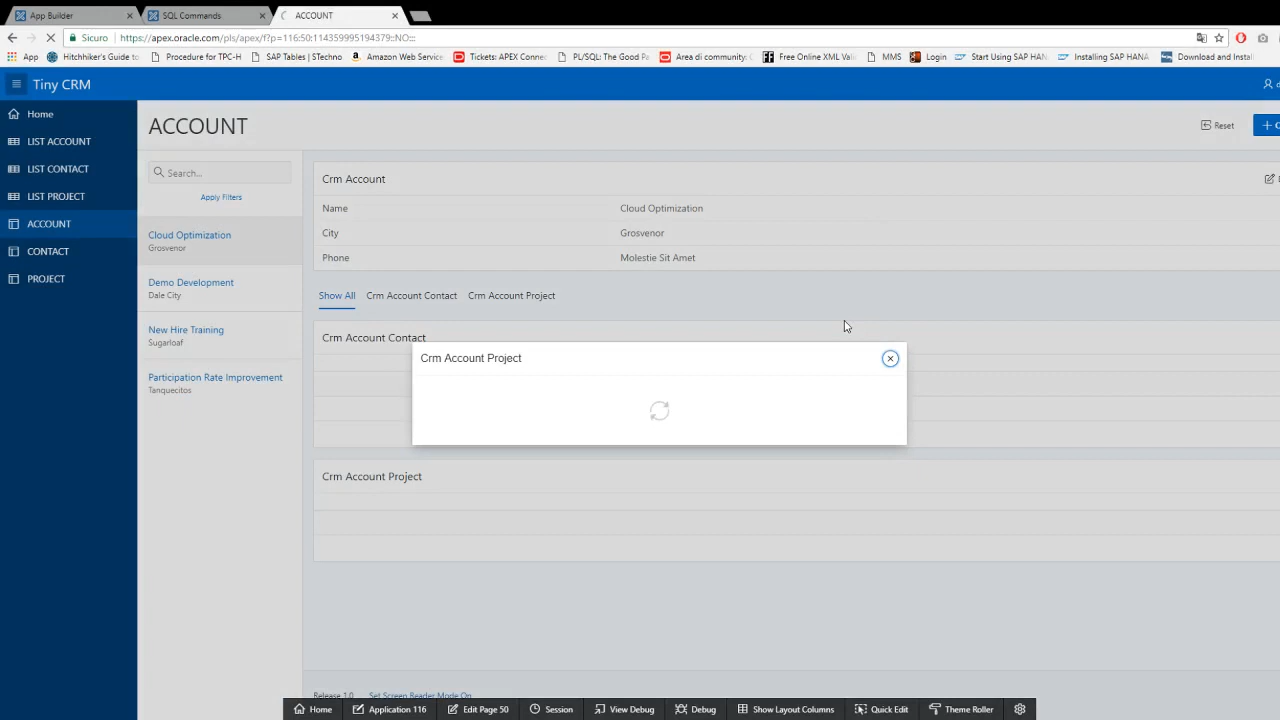 App Builder
SQL Commands
ACCOUNT
Sicuro
https://apex.oracle.com/pls/apex/f?p=116:50:114359995194379::NO:::
App
Hitchhiker's Guide to
Procedure for TPC-H
SAP Tables | STechno
Amazon Web Service
Tickets: APEX Connec
PL/SQL: The Good Pa
Area di community: C
Free Online XML Vali
MMS
Login
Start Using SAP HAN
Installing SAP HANA
Download and Instal
Tiny CRM
Home
LIST ACCOUNT
LIST CONTACT
LIST PROJECT
ACCOUNT
CONTACT
PROJECT
ACCOUNT
Reset
Search...
Apply Filters
Cloud Optimization
Grosvenor
Demo Development
Dale City
New Hire Training
Sugarloaf
Participation Rate Improvement
Tanquecitos
Crm Account
Name Cloud Optimization
City Grosvenor
Phone Molestie Sit Amet
Show All Crm Account Contact Crm Account Project
Crm Account Contact
Crm Account Project
Crm Account Project
Release 1.0 Set Screen Reader Mode On
Home
Application 116
Edit Page 50
Session
View Debug
Debug
Show Layout Columns
Quick Edit
Theme Roller